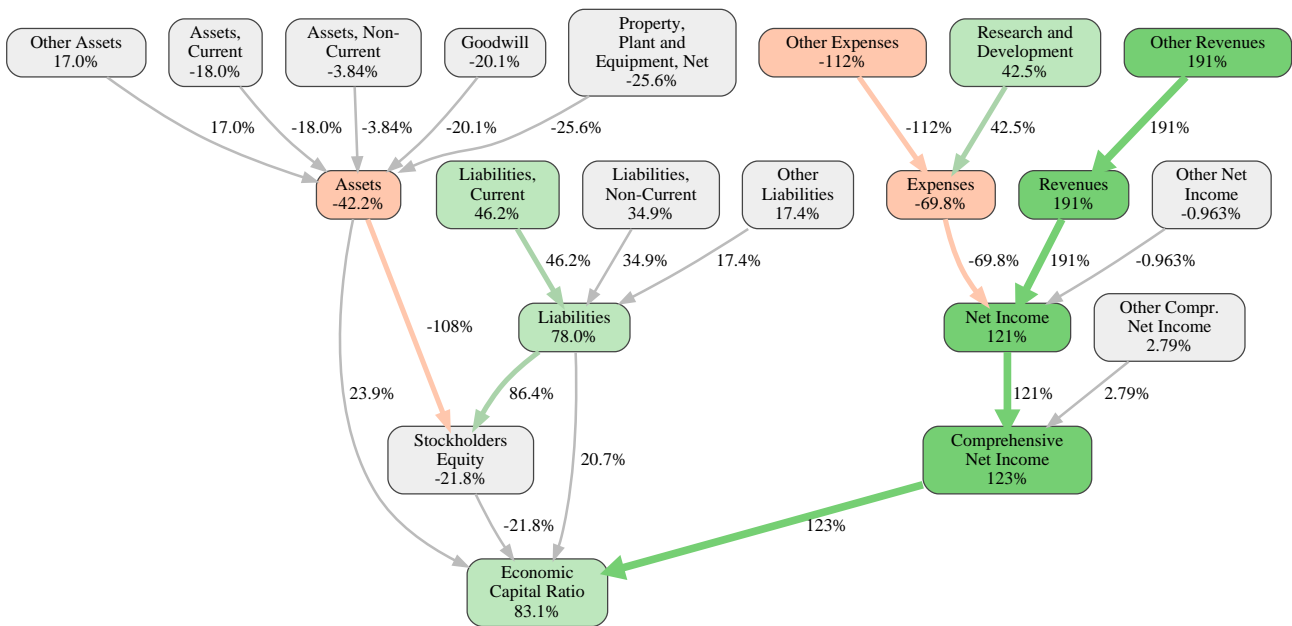 Other Assets
17.0%
Assets,
Current
-18.0%
Assets, Non-
Current
-3.84%
Goodwill
-20.1%
Property,
Plant and
Equipment, Net
-25.6%
Other Expenses
-112%
Research and
Development
42.5%
Other Revenues
191%
17.0%
-18.0%
-3.84%
-20.1%
-25.6%
-112%
42.5%
191%
Assets
-42.2%
Liabilities,
Current
46.2%
Liabilities,
Non-Current
34.9%
Other
Liabilities
17.4%
Expenses
-69.8%
Revenues
191%
Other Net
Income
-0.963%
46.2%
34.9%
17.4%
-69.8%
191%
-0.963%
-108%
Liabilities
78.0%
Net Income
121%
Other Compr.
Net Income
2.79%
23.9%
86.4%
121%
2.79%
Stockholders
Equity
-21.8%
20.7%
Comprehensive
Net Income
123%
-21.8%
123%
Economic
Capital Ratio
83.1%